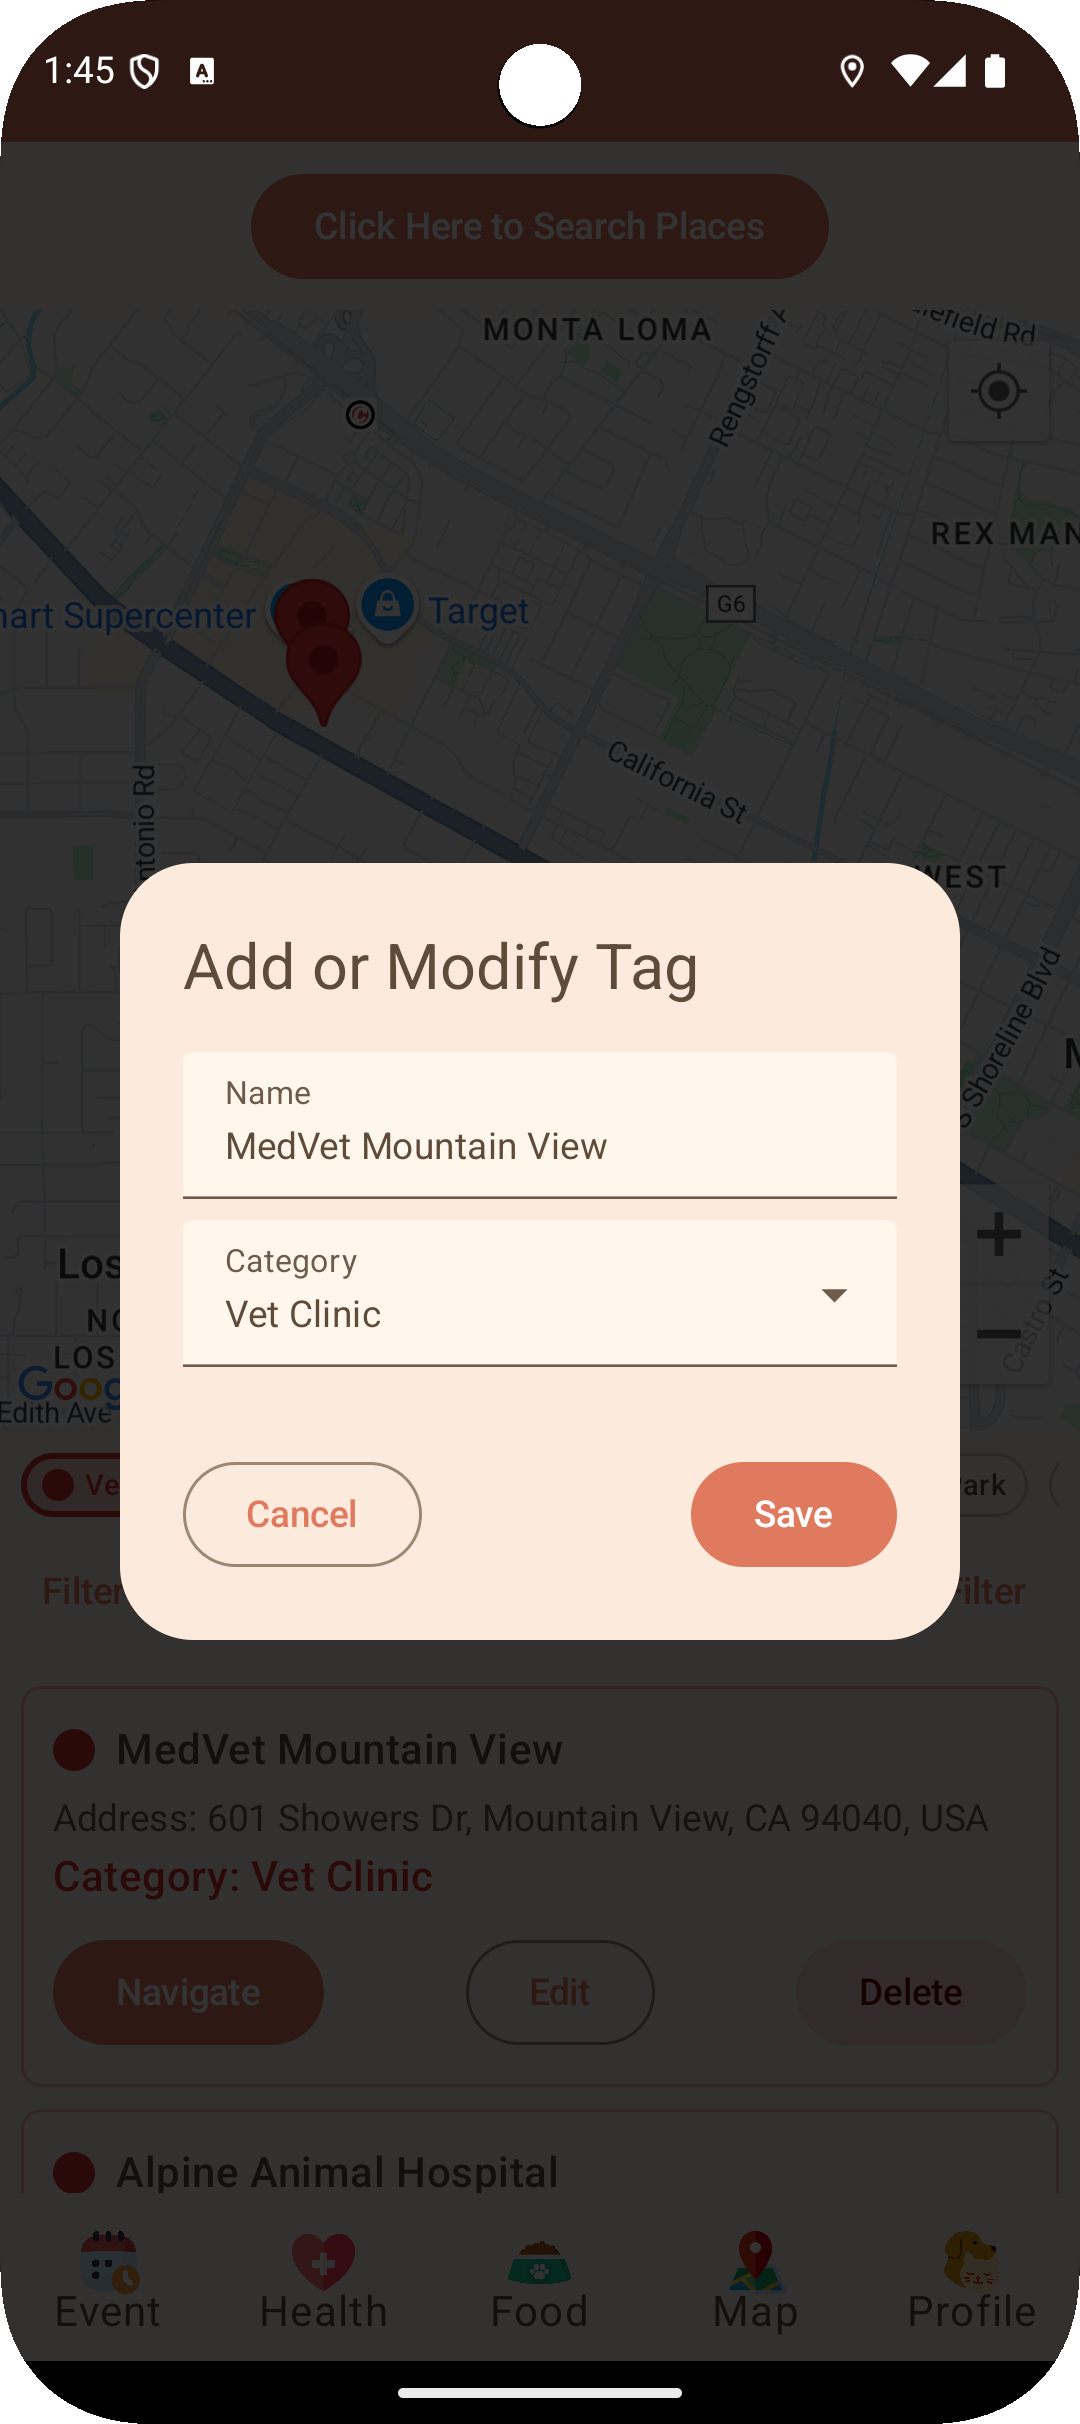 1:45
Click Here to Search Places
MONTA LOMA
Rengstorff A
efield Rd
REX MAN
G6
art Supercenter
Target
California St
ntonio Rd
WEST
S Shoreline Blvd
Add or Modify Tag
Name
MedVet Mountain View
Category
Vet Clinic
Los
NO
LOS
Goog
Edith Ave
Castro St
Cancel
Save
Ve
ark
Filter
Filter
MedVet Mountain View
Address: 601 Showers Dr, Mountain View, CA 94040, USA
Category: Vet Clinic
Navigate
Edit
Delete
Alpine Animal Hospital
Event
Health
Food
Map
Profile